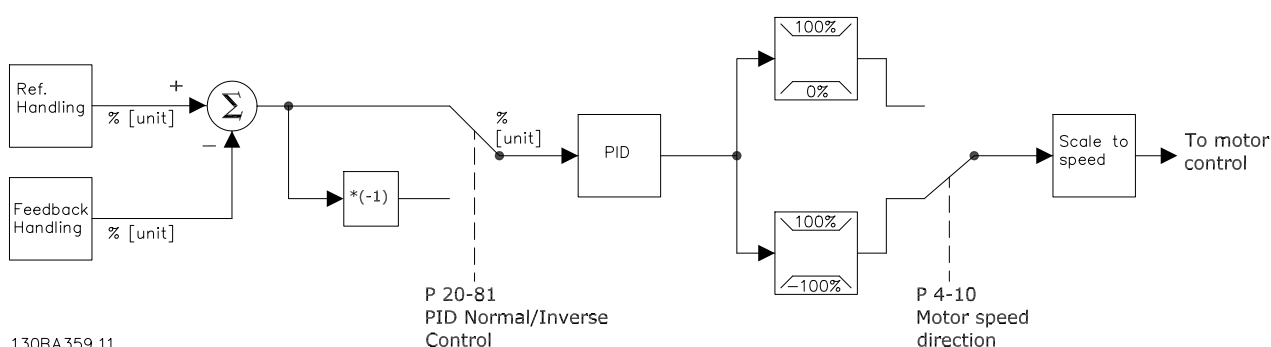 Ref.
Handling
+
% [unit]
Σ
−
Feedback
Handling
% [unit]
*(-1)
%
[unit]
PID
100%
0%
100%
−100%
Scale to
speed
To motor
control
P 20-81
PID Normal/Inverse
Control
P 4-10
Motor speed
direction
130BA359.11